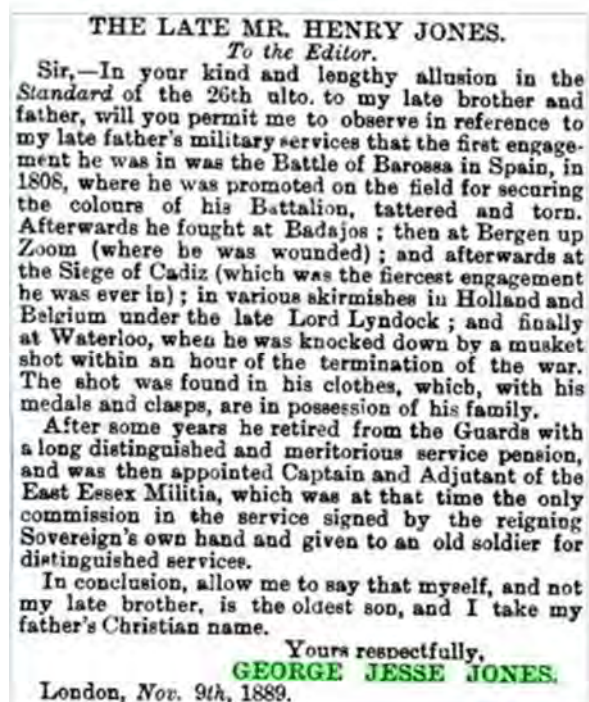 THE LATE MR. HENRY JONES.
To the Editor.
Sir,—In your kind and lengthy allusion in the
Standard of the 26th ulto. to my late brother and
father, will you permit me to observe in reference to
my late father's military services that the first engage-
ment he was in was the Battle of Barossa in Spain, in
1808, where he was promoted on the field for securing
the colours of his Battalion, tattered and torn.
Afterwards he fought at Badajos ; then at Bergen up
Zoom (where he was wounded) ; and afterwards at
the Siege of Cadiz (which was the fiercest engagement
he was ever in) ; in various skirmishes in Holland and
Belgium under the late Lord Lyndock ; and finally
at Waterloo, when he was knocked down by a musket
shot within an hour of the termination of the war.
The shot was found in his clothes, which, with his
medals and clasps, are in possession of his family.
After some years he retired from the Guards with
a long distinguished and meritorious service pension,
and was then appointed Captain and Adjutant of the
East Essex Militia, which was at that time the only
commission in the service signed by the reigning
Sovereign's own hand and given to an old soldier for
distinguished services.
In conclusion, allow me to say that myself, and not
my late brother, is the oldest son, and I take my
father's Christian name.
Yours respectfully,
GEORGE JESSE JONES.
London, Nov. 9th, 1889.